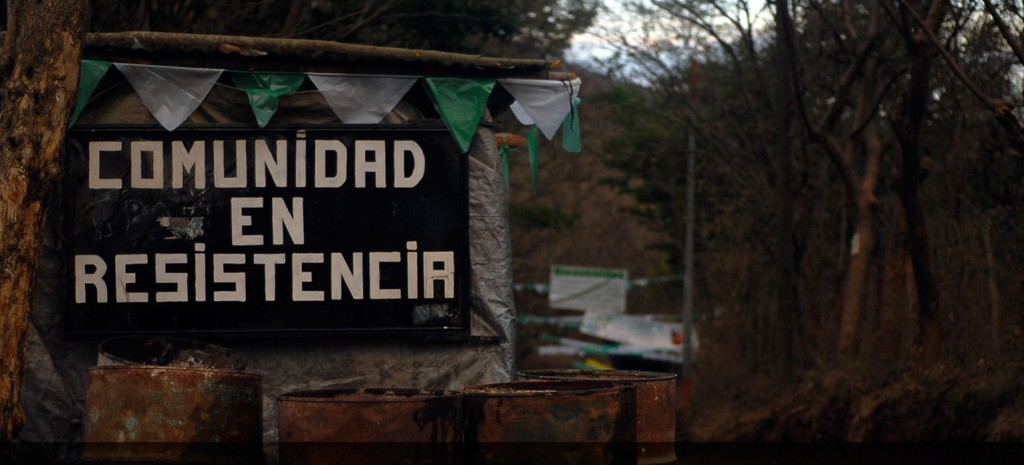 COMUNIDAD
EN
RESISTENCIA